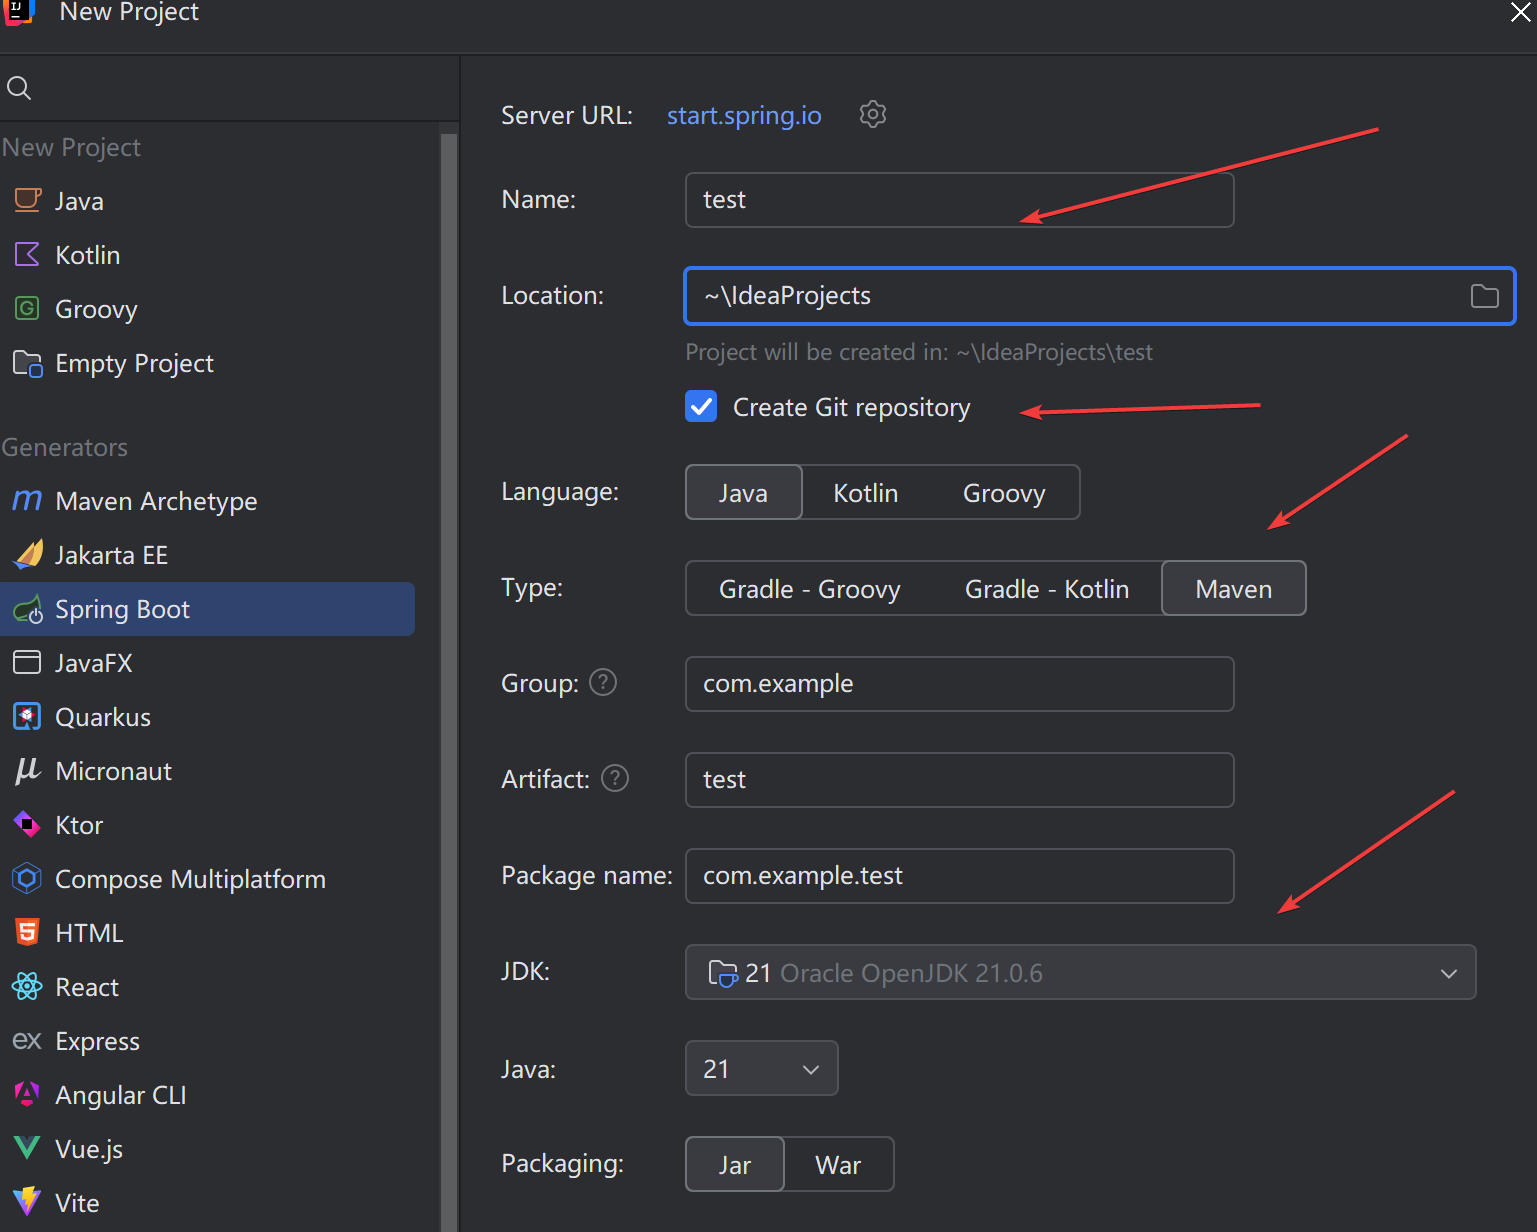 New Project
New Project
Java
Kotlin
Groovy
Empty Project
Generators
Maven Archetype
Jakarta EE
Spring Boot
JavaFX
Quarkus
Micronaut
Ktor
Compose Multiplatform
HTML
React
Express
Angular CLI
Vue.js
Vite
Server URL: start.spring.io
Name: test
Location: ~\IdeaProjects
Project will be created in: ~\IdeaProjects\test
Create Git repository
Language: Java Kotlin Groovy
Type: Gradle - Groovy Gradle - Kotlin Maven
Group: com.example
Artifact: test
Package name: com.example.test
JDK: 21 Oracle OpenJDK 21.0.6
Java: 21
Packaging: Jar War